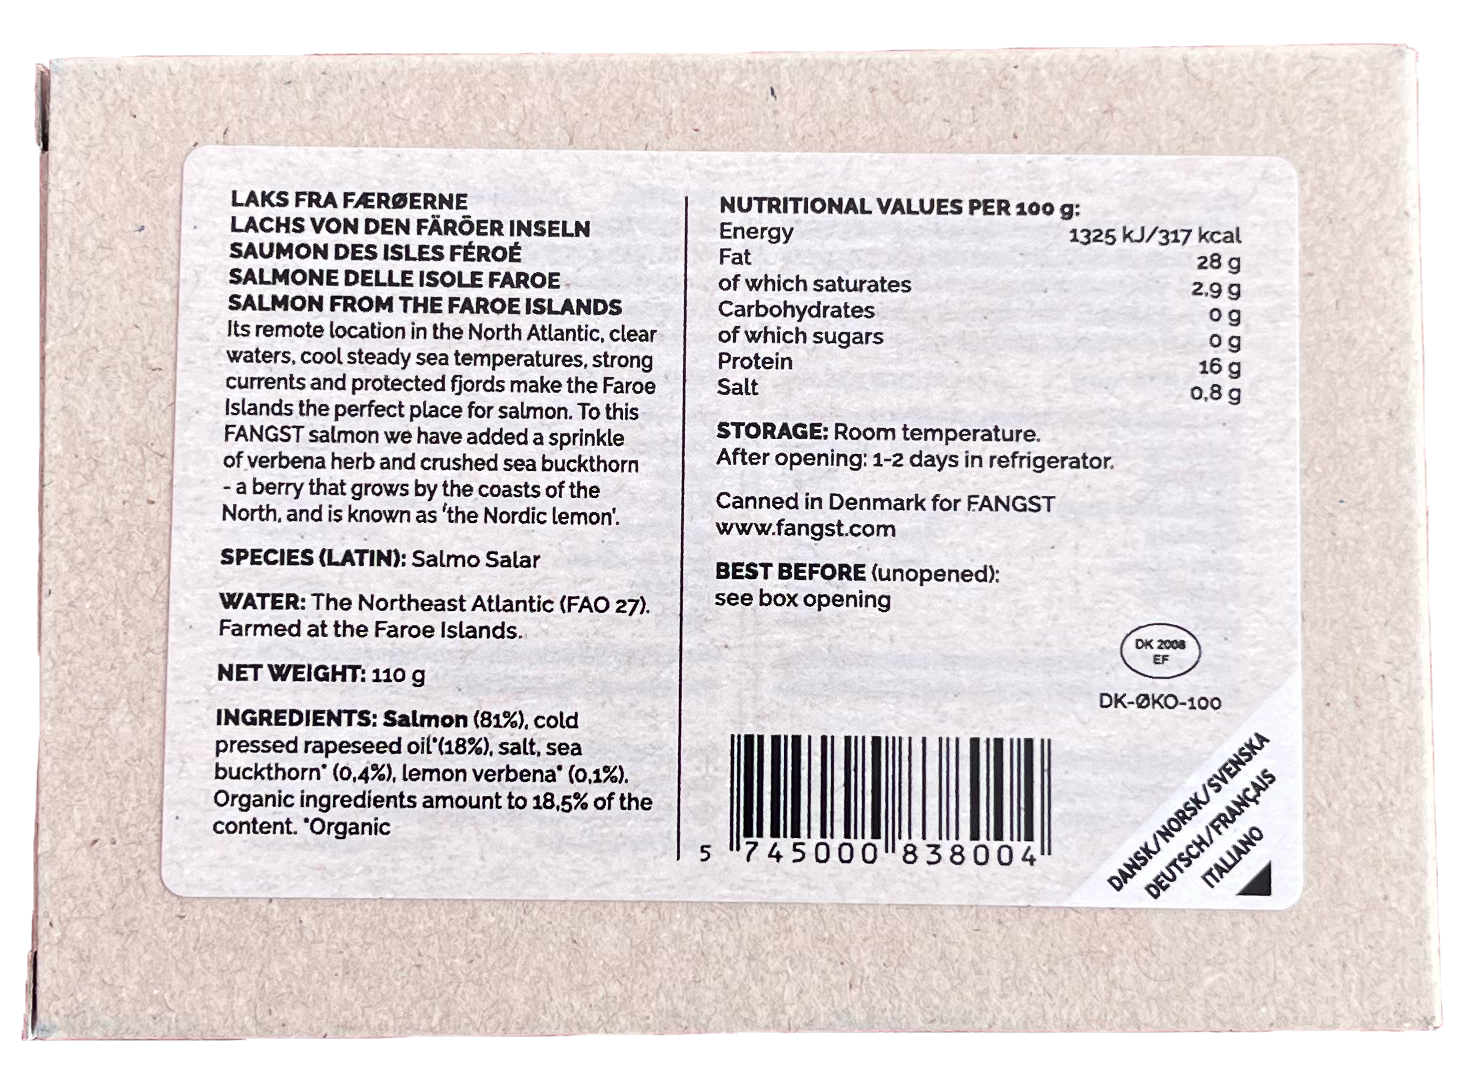 LAKS FRA FÆRØERNE
LACHS VON DEN FÄRÖER INSELN
SAUMON DES ISLES FÉROÉ
SALMONE DELLE ISOLE FAROE
SALMON FROM THE FAROE ISLANDS
Its remote location in the North Atlantic, clear
waters, cool steady sea temperatures, strong
currents and protected fjords make the Faroe
Islands the perfect place for salmon. To this
FANGST salmon we have added a sprinkle
of verbena herb and crushed sea buckthorn
- a berry that grows by the coasts of the
North, and is known as 'the Nordic lemon'.
SPECIES (LATIN): Salmo Salar
WATER: The Northeast Atlantic (FAO 27).
Farmed at the Faroe Islands.
NET WEIGHT: 110 g
INGREDIENTS: Salmon (81%), cold
pressed rapeseed oil*(18%), salt, sea
buckthorn* (0,4%), lemon verbena* (0,1%).
Organic ingredients amount to 18,5% of the
content. *Organic
NUTRITIONAL VALUES PER 100 g:
Energy 1325 kJ/317 kcal
Fat 28 g
of which saturates 2,9 g
Carbohydrates 0 g
of which sugars 0 g
Protein 16 g
Salt 0,8 g
STORAGE: Room temperature.
After opening: 1-2 days in refrigerator.
Canned in Denmark for FANGST
www.fangst.com
BEST BEFORE (unopened):
see box opening
DK 2008
EF
DK-ØKO-100
5 745000 838004
DANSK/NORSK/SVENSKA
DEUTSCH/FRANÇAIS
ITALIANO